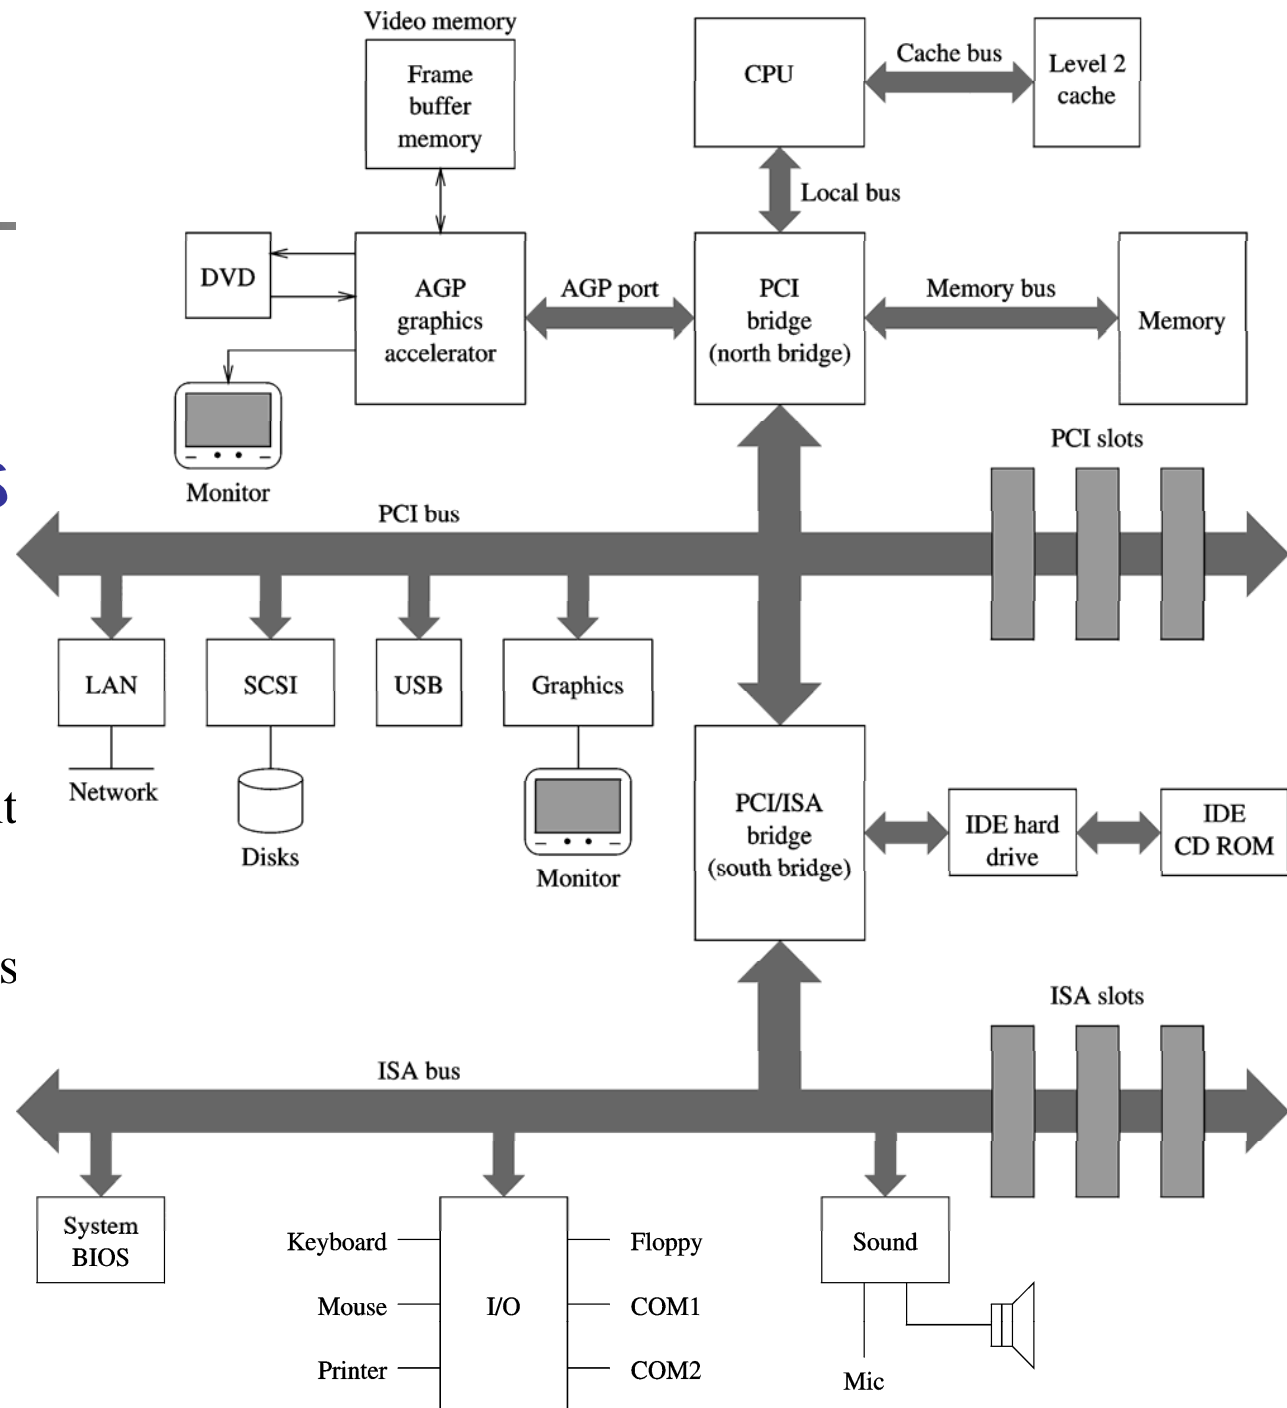 Video memory
Frame
buffer
memory
CPU
Cache bus
Level 2
cache
Local bus
DVD
AGP
graphics
accelerator
AGP port
PCI
bridge
(north bridge)
Memory bus
Memory
Monitor
PCI slots
s
PCI bus
LAN
SCSI
USB
Graphics
Network
Disks
Monitor
t
PCI/ISA
bridge
(south bridge)
IDE hard
drive
IDE
CD ROM
s
ISA slots
ISA bus
System
BIOS
Keyboard
Mouse
Printer
I/O
Floppy
COM1
COM2
Sound
Mic